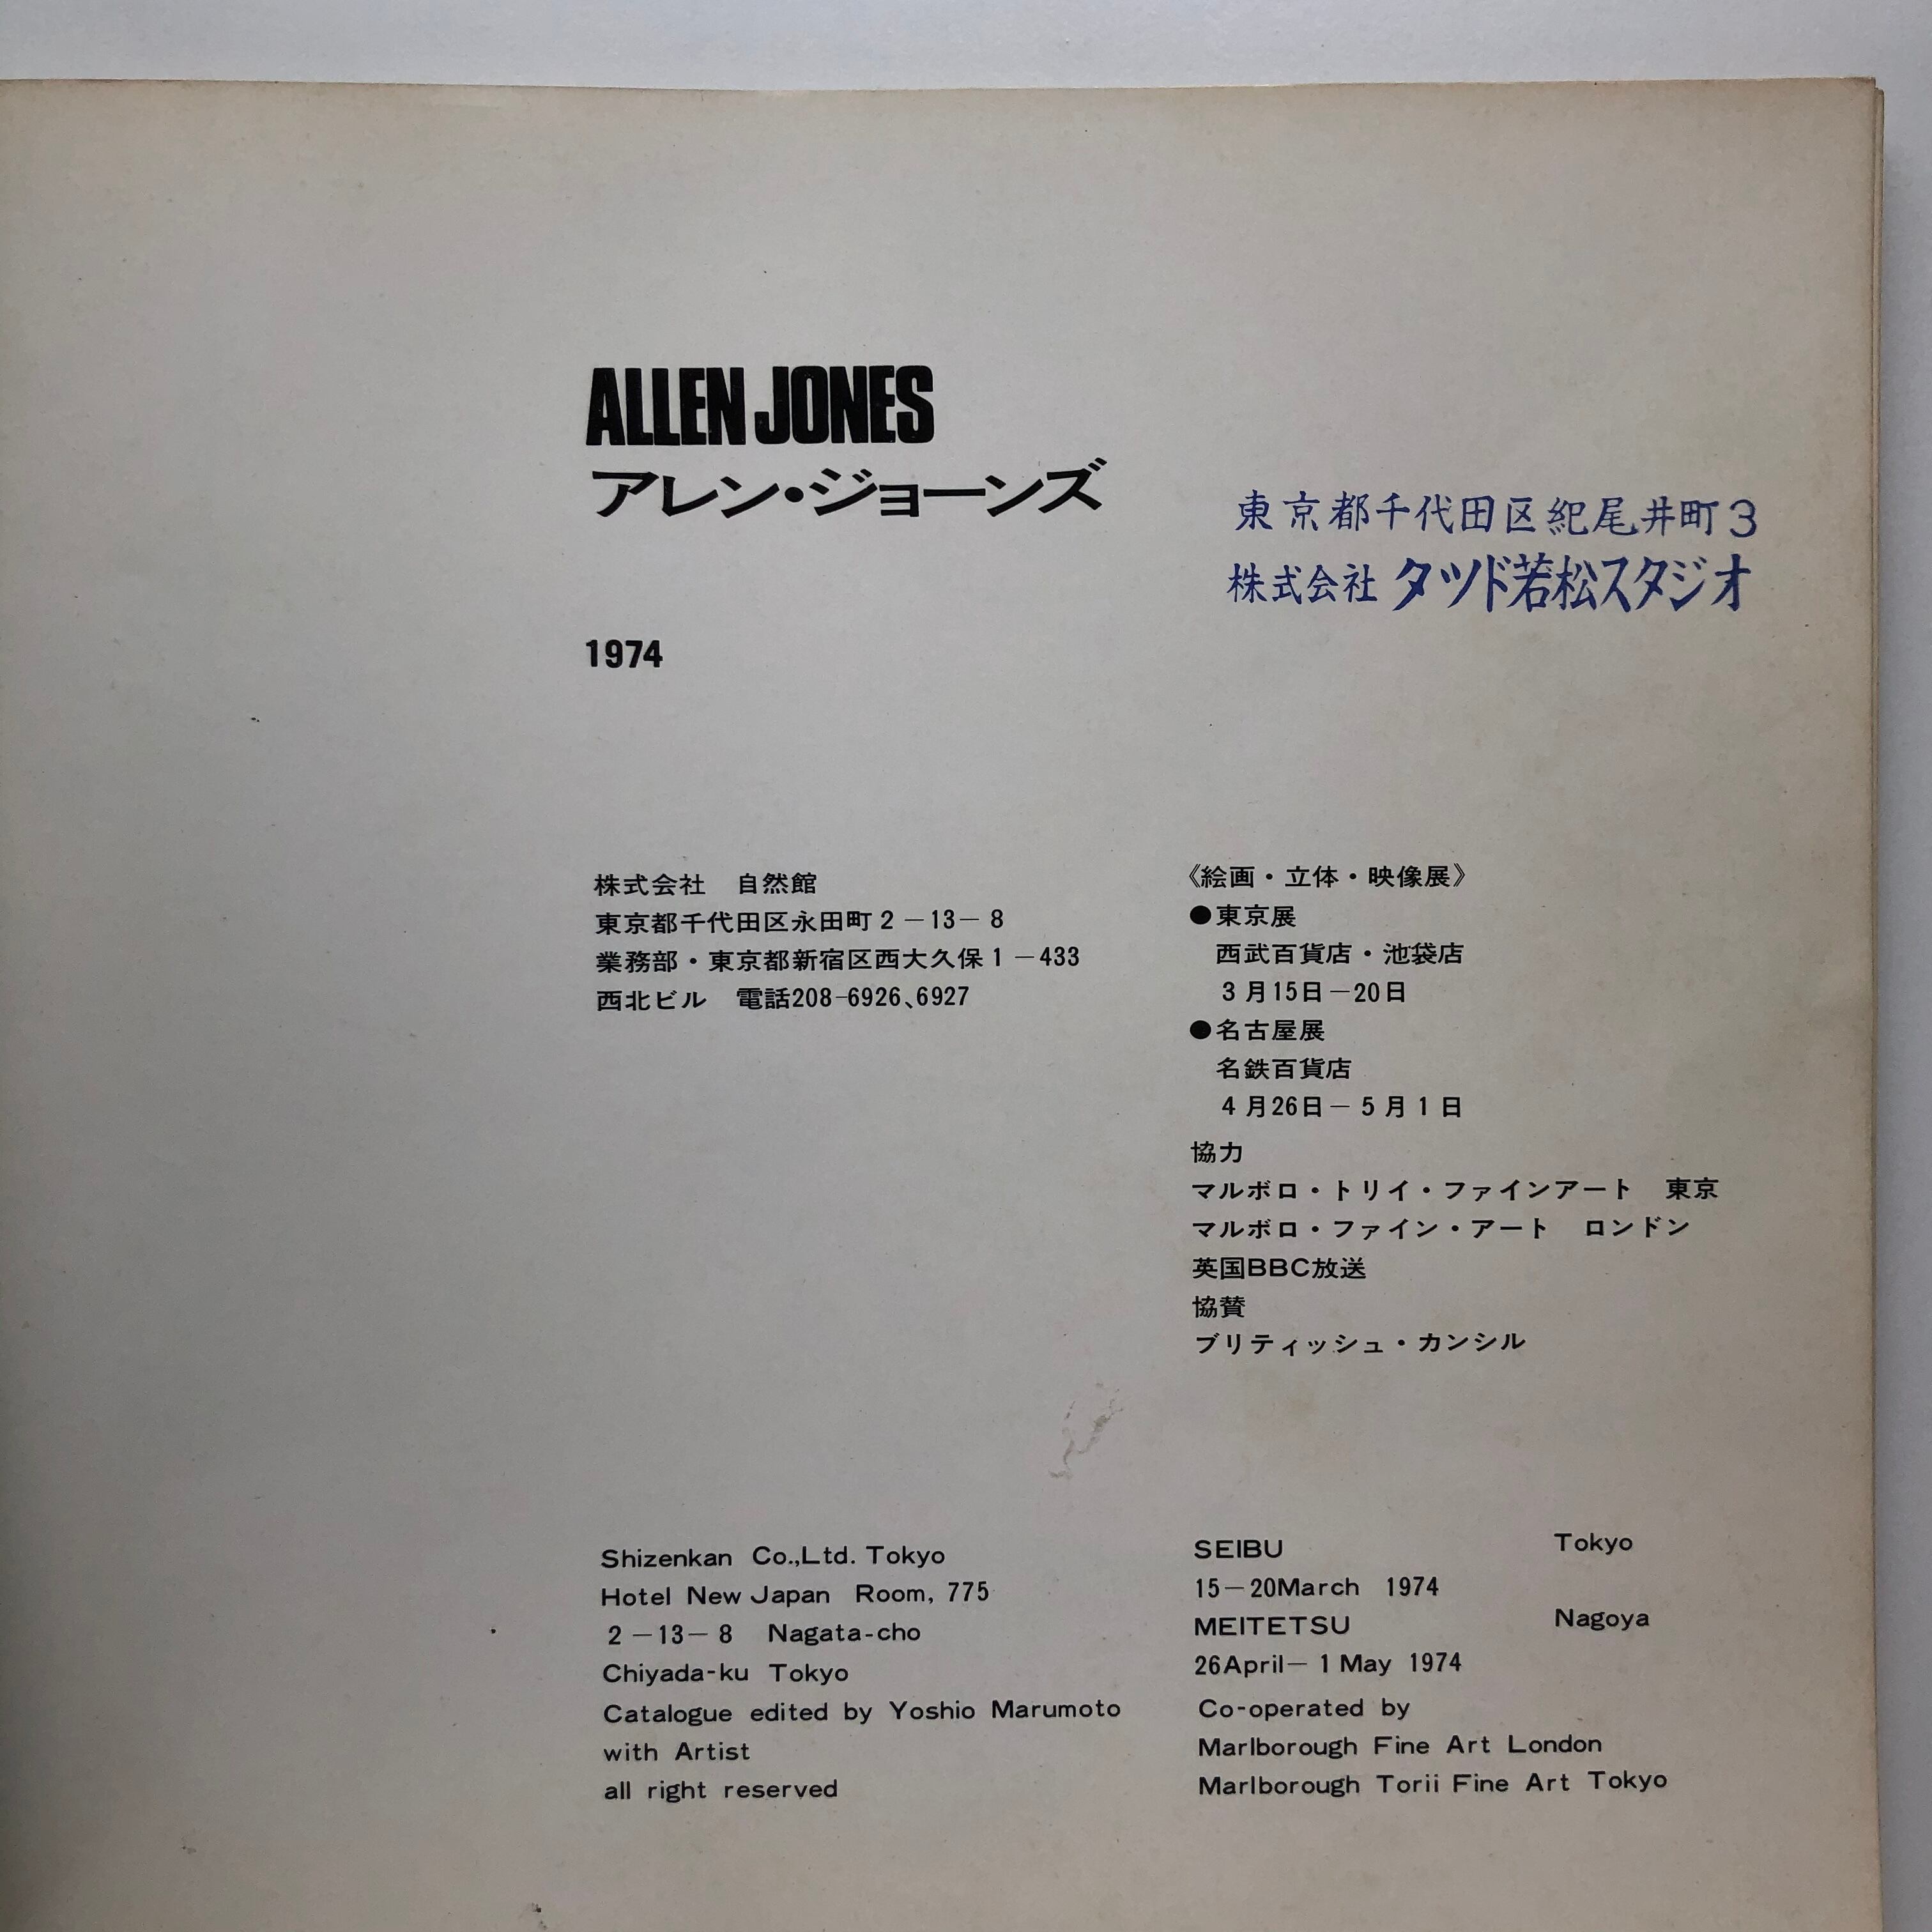 ALLEN JONES
アレン・ジョーンズ
東京都千代田区紀尾井町3
株式会社 タツド若松スタジオ
1974
株式会社 自然館
東京都千代田区永田町2-13-8
業務部・東京都新宿区西大久保1-433
西北ビル 電話208-6926、6927
《絵画・立体・映像展》
●東京展
西武百貨店・池袋店
3月15日-20日
●名古屋展
名鉄百貨店
4月26日-5月1日
協力
マルボロ・トリイ・ファインアート 東京
マルボロ・ファイン・アート ロンドン
英国BBC放送
協賛
ブリティッシュ・カンシル
Shizenkan Co.,Ltd. Tokyo
Hotel New Japan Room, 775
2-13-8 Nagata-cho
Chiyada-ku Tokyo
Catalogue edited by Yoshio Marumoto
with Artist
all right reserved
SEIBU Tokyo
15-20March 1974
MEITETSU Nagoya
26April-1 May 1974
Co-operated by
Marlborough Fine Art London
Marlborough Torii Fine Art Tokyo